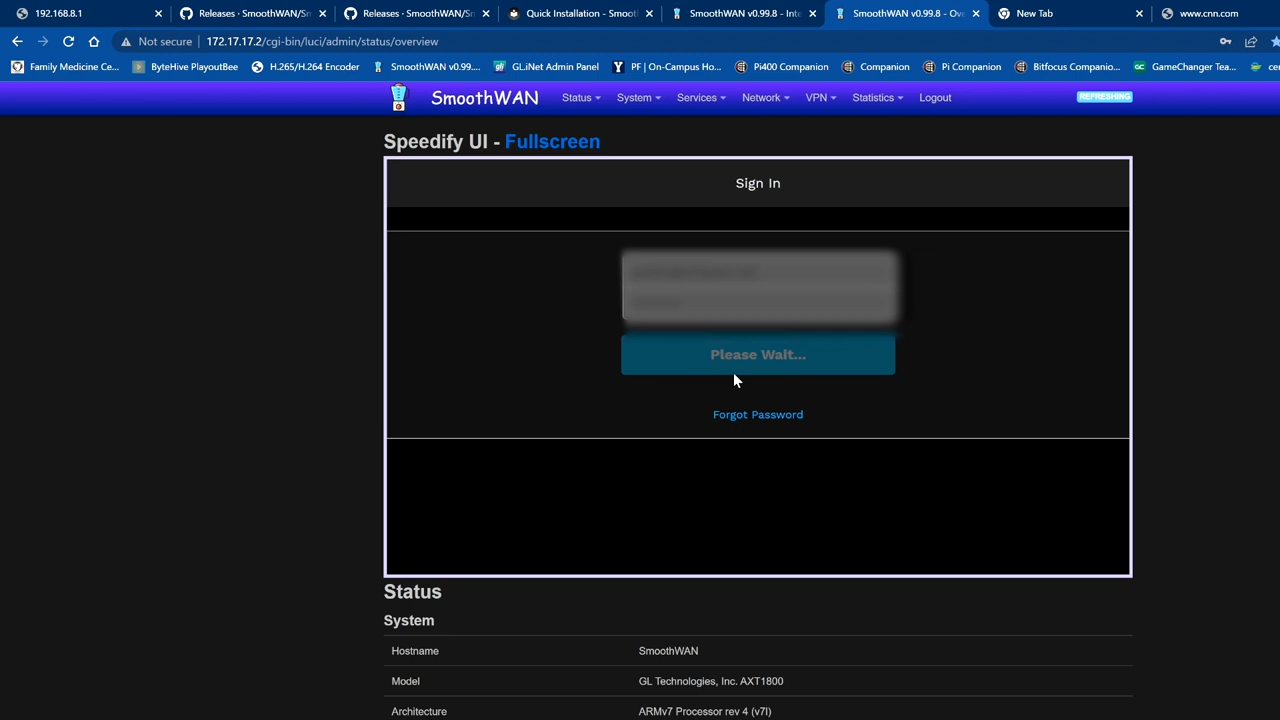 192.168.8.1
Releases · SmoothWAN/Sm
Releases · SmoothWAN/Sm
Quick Installation - Smoot
SmoothWAN v0.99.8 - Inte
SmoothWAN v0.99.8 - Ove
New Tab
www.cnn.com
Not secure
172.17.17.2/cgi-bin/luci/admin/status/overview
Family Medicine Ce...
ByteHive PlayoutBee
H.265/H.264 Encoder
SmoothWAN v0.99....
GL.iNet Admin Panel
PF | On-Campus Ho...
Pi400 Companion
Companion
Pi Companion
Bitfocus Companio...
GameChanger Tea...
cen
SmoothWAN
Status
System
Services
Network
VPN
Statistics
Logout
REFRESHING
Speedify UI - Fullscreen
Sign In
Please Wait...
Forgot Password
Status
System
Hostname
SmoothWAN
Model
GL Technologies, Inc. AXT1800
Architecture
ARMv7 Processor rev 4 (v7l)